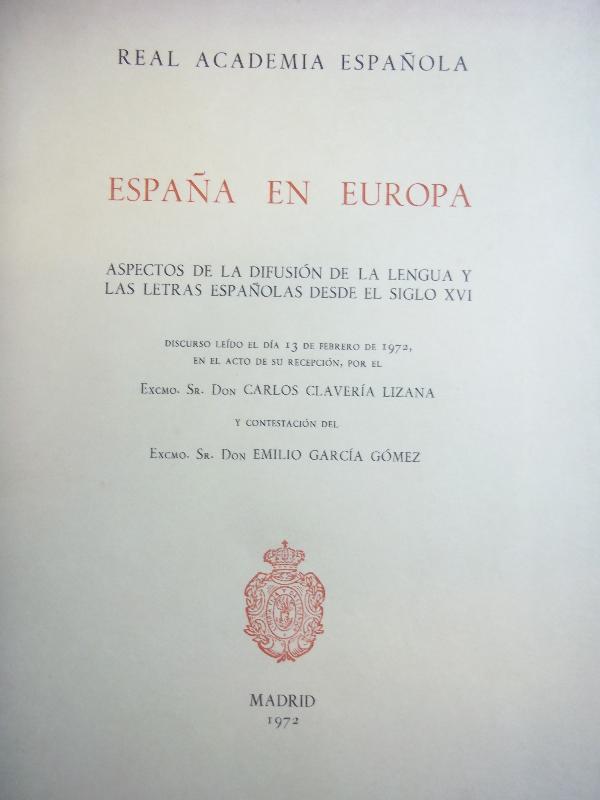 REAL ACADEMIA ESPAÑOLA
ESPAÑA EN EUROPA
ASPECTOS DE LA DIFUSIÓN DE LA LENGUA Y
LAS LETRAS ESPAÑOLAS DESDE EL SIGLO XVI
DISCURSO LEÍDO EL DÍA 13 DE FEBRERO DE 1972,
EN EL ACTO DE SU RECEPCIÓN, POR EL
EXCMO. SR. DON CARLOS CLAVERÍA LIZANA
Y CONTESTACIÓN DEL
EXCMO. SR. DON EMILIO GARCÍA GÓMEZ
MADRID
1972